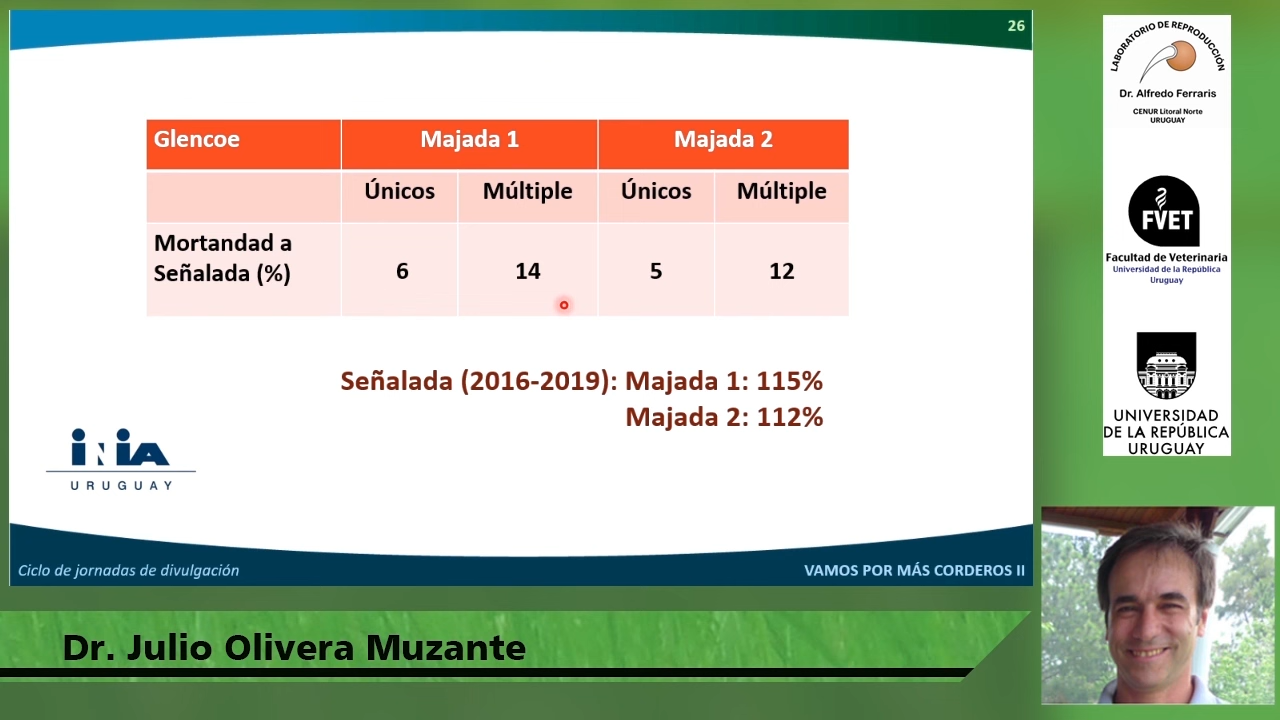 26
Glencoe Majada 1 Majada 2
Únicos Múltiple Únicos Múltiple
Mortandad a
Señalada (%) 6 14 5 12
Señalada (2016-2019): Majada 1: 115%
Majada 2: 112%
INIA
URUGUAY
Ciclo de jornadas de divulgación
VAMOS POR MÁS CORDEROS II
Dr. Julio Olivera Muzante
LABORATORIO DE REPRODUCCIÓN
Dr. Alfredo Ferraris
CENUR Litoral Norte
URUGUAY
FVET
Facultad de Veterinaria
Universidad de la República
Uruguay
UNIVERSIDAD
DE LA REPÚBLICA
URUGUAY